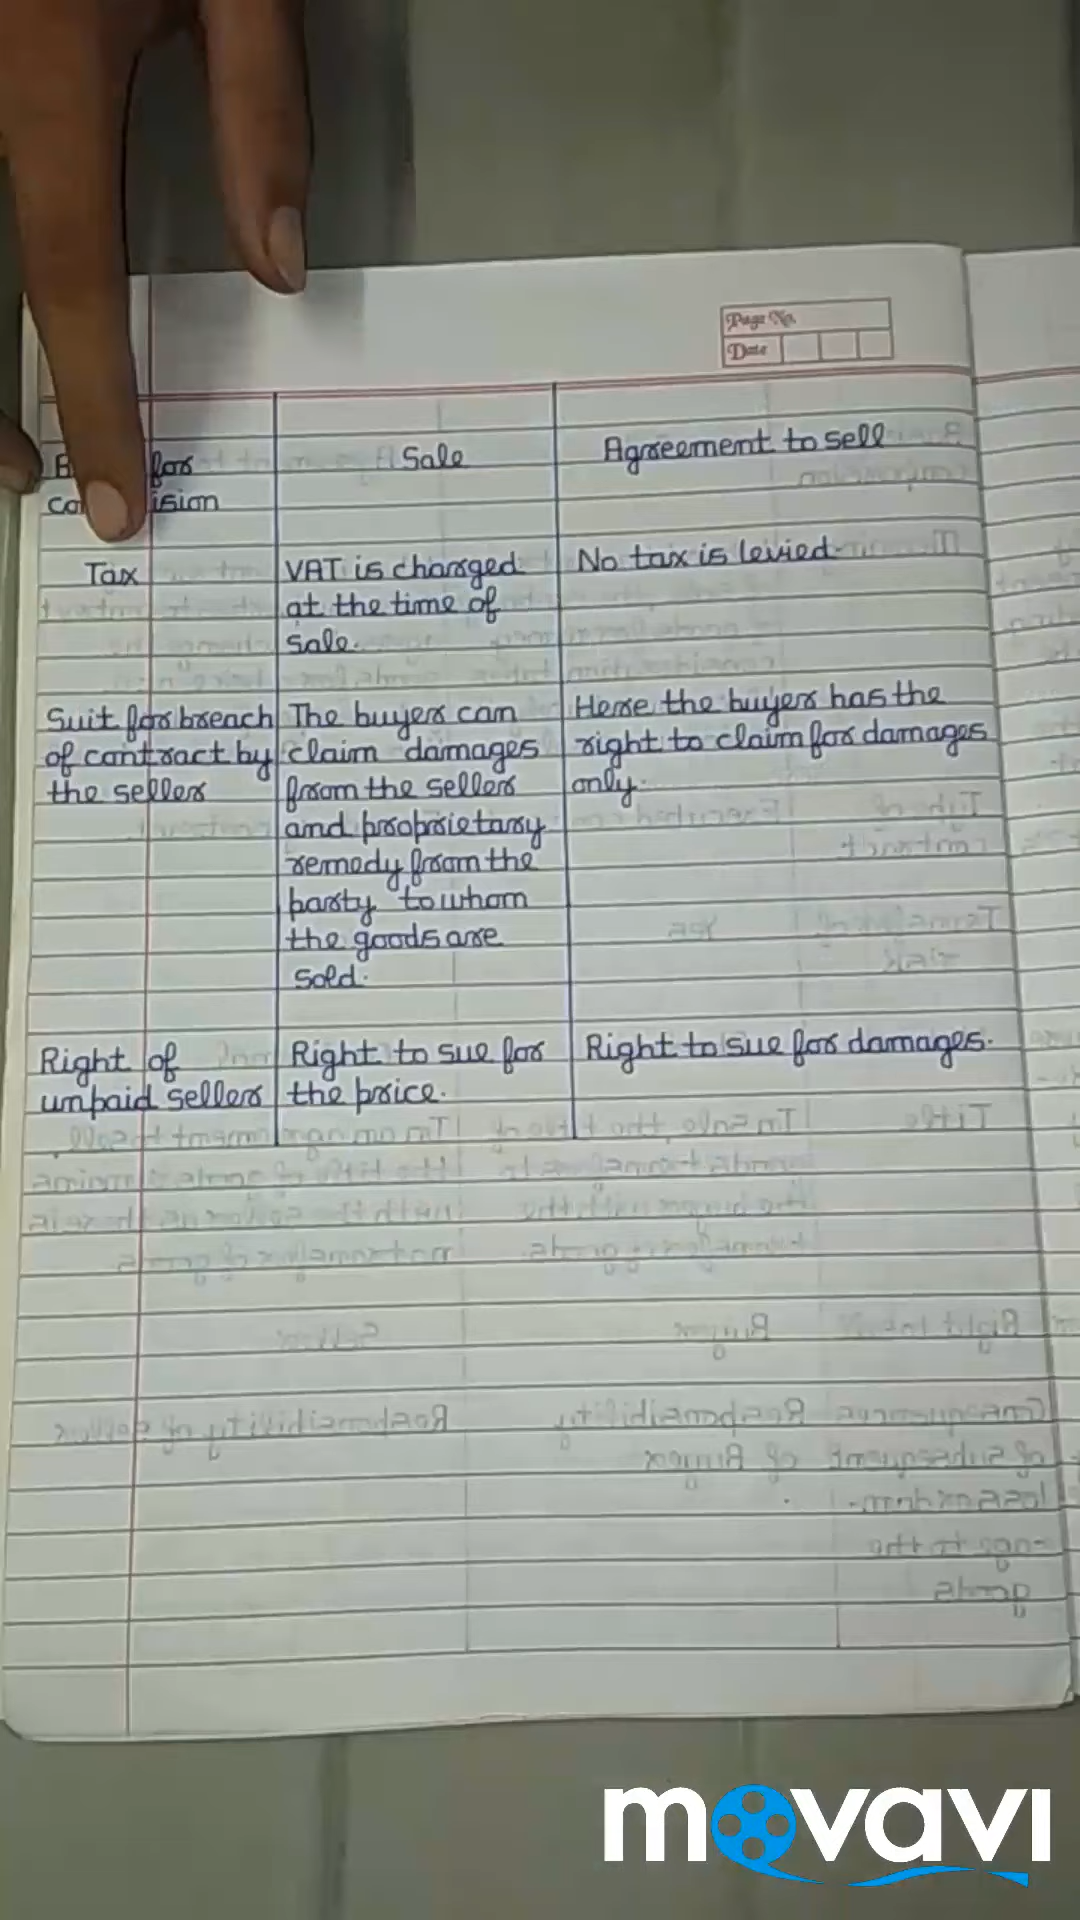 Page No.
Date
for
Sale
Agreement to sell
Tax
VAT is charged
at the time of
sale.
No tax is levied.
Suit for breach
of contract by
the seller
The buyer can
claim damages
from the seller
and proprietary
remedy from the
party to whom
the goods are
sold.
Here the buyer has the
right to claim for damages
only.
Right of
unpaid seller
Right to sue for
the price.
Right to sue for damages.
movavi